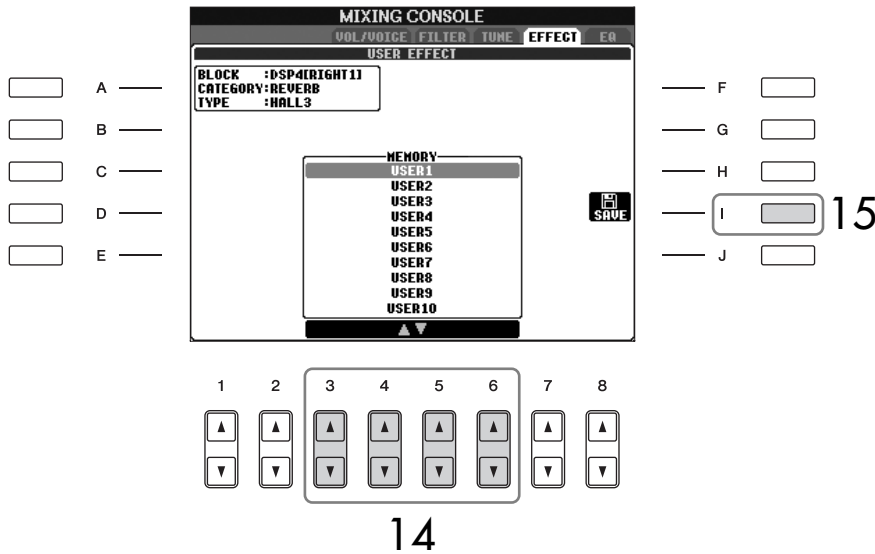 MIXING CONSOLE
VOL/VOICE FILTER TUNE EFFECT EQ
USER EFFECT
BLOCK :DSP4[RIGHT1]
CATEGORY:REVERB
TYPE :HALL3
A
B
C
D
E
F
G
H
I
J
MEMORY
USER1
USER2
USER3
USER4
USER5
USER6
USER7
USER8
USER9
USER10
SAVE
15
1 2 3 4 5 6 7 8
14